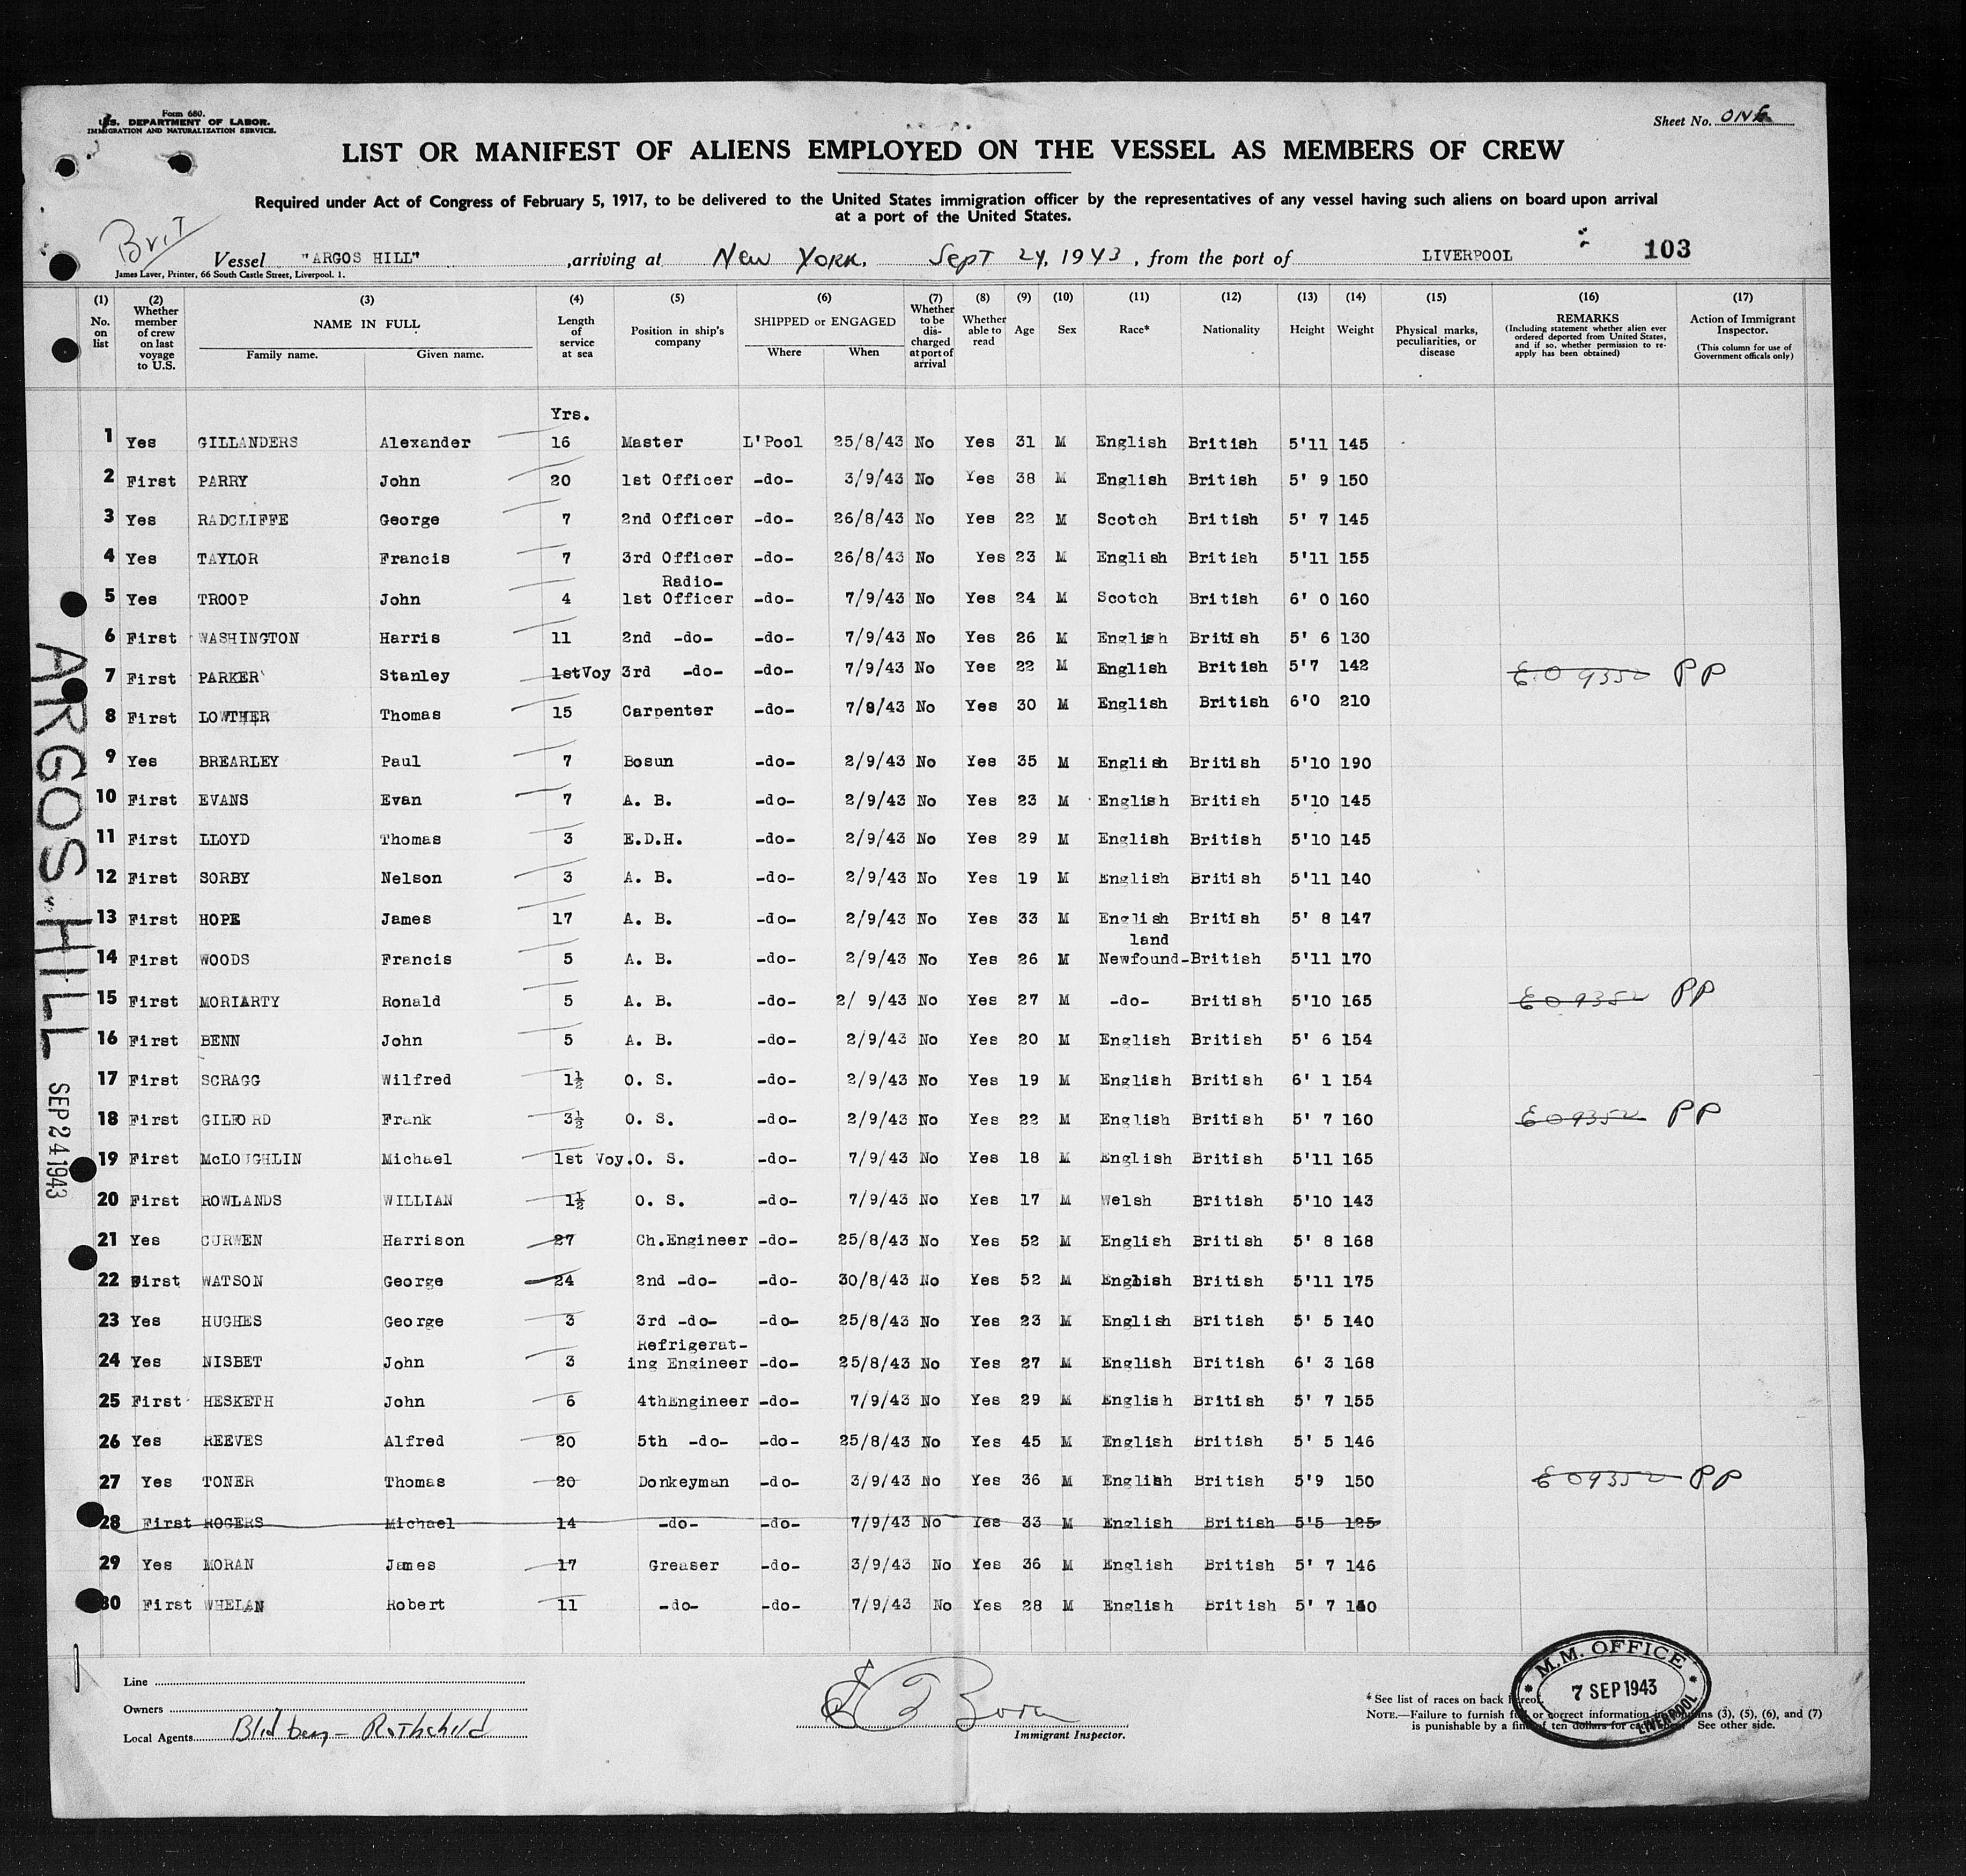 Form 680.
U.S. DEPARTMENT OF LABOR.
IMMIGRATION AND NATURALIZATION SERVICE.
Sheet No. ONE
LIST OR MANIFEST OF ALIENS EMPLOYED ON THE VESSEL AS MEMBERS OF CREW
Required under Act of Congress of February 5, 1917, to be delivered to the United States immigration officer by the representatives of any vessel having such aliens on board upon arrival
at a port of the United States.
Brit
Vessel "ARGOS HILL" , arriving at New York, Sept 24, 1943, from the port of LIVERPOOL 103
James Laver, Printer, 66 South Castle Street, Liverpool. 1.
(1) No. on list (2) Whether member of crew on last voyage to U.S. (3) NAME IN FULL Family name. Given name. (4) Length of service at sea (5) Position in ship's company (6) SHIPPED or ENGAGED Where When (7) Whether to be discharged at port of arrival (8) Whether able to read (9) Age (10) Sex (11) Race* (12) Nationality (13) Height (14) Weight (15) Physical marks, peculiarities, or disease (16) REMARKS (Including statement whether alien ever ordered deported from United States, and if so, whether permission to re-apply has been obtained) (17) Action of Immigrant Inspector. (This column for use of Government officals only)
Yrs.
1 Yes GILLANDERS Alexander 16 Master L'Pool 25/8/43 No Yes 31 M English British 5'11 145
2 First PARRY John 20 1st Officer -do- 3/9/43 No Yes 38 M English British 5' 9 150
3 Yes RADCLIFFE George 7 2nd Officer -do- 26/8/43 No Yes 22 M Scotch British 5' 7 145
4 Yes TAYLOR Francis 7 3rd Officer -do- 26/8/43 No Yes 23 M English British 5'11 155
Radio-
5 Yes TROOP John 4 1st Officer -do- 7/9/43 No Yes 24 M Scotch British 6' 0 160
6 First WASHINGTON Harris 11 2nd -do- -do- 7/9/43 No Yes 26 M English British 5' 6 130
7 First PARKER Stanley 1stVoy 3rd -do- -do- 7/9/43 No Yes 22 M English British 5'7 142 E.O 9352 PP
8 First LOWTHER Thomas 15 Carpenter -do- 7/9/43 No Yes 30 M English British 6'0 210
9 Yes BREARLEY Paul 7 Bosun -do- 2/9/43 No Yes 35 M English British 5'10 190
10 First EVANS Evan 7 A. B. -do- 2/9/43 No Yes 23 M English British 5'10 145
11 First LLOYD Thomas 3 E.D.H. -do- 2/9/43 No Yes 29 M English British 5'10 145
12 First SORBY Nelson 3 A. B. -do- 2/9/43 No Yes 19 M English British 5'11 140
13 First HOPE James 17 A. B. -do- 2/9/43 No Yes 33 M English British 5' 8 147
land
14 First WOODS Francis 5 A. B. -do- 2/9/43 No Yes 26 M Newfound- British 5'11 170
15 First MORIARTY Ronald 5 A. B. -do- 2/ 9/43 No Yes 27 M -do- British 5'10 165 EO 9352 PP
16 First BENN John 5 A. B. -do- 2/9/43 No Yes 20 M English British 5' 6 154
17 First SCRAGG Wilfred 1½ O. S. -do- 2/9/43 No Yes 19 M English British 6' 1 154
18 First GILFORD Frank 3½ O. S. -do- 2/9/43 No Yes 22 M English British 5' 7 160 EO 9352 PP
19 First McLOUGHLIN Michael 1st Voy. O. S. -do- 7/9/43 No Yes 18 M English British 5'11 165
20 First ROWLANDS WILLIAN 1½ O. S. -do- 7/9/43 No Yes 17 M Welsh British 5'10 143
21 Yes CURWEN Harrison 27 Ch.Engineer -do- 25/8/43 No Yes 52 M English British 5' 8 168
22 First WATSON George 24 2nd -do- -do- 30/8/43 No Yes 52 M English British 5'11 175
23 Yes HUGHES George 3 3rd -do- -do- 25/8/43 No Yes 23 M English British 5' 5 140
Refrigerat-
24 Yes NISBET John 3 ing Engineer -do- 25/8/43 No Yes 27 M English British 6' 3 168
25 First HESKETH John 6 4thEngineer -do- 7/9/43 No Yes 29 M English British 5' 7 155
26 Yes REEVES Alfred 20 5th -do- -do- 25/8/43 No Yes 45 M English British 5' 5 146
27 Yes TONER Thomas 20 Donkeyman -do- 3/9/43 No Yes 36 M English British 5'9 150 EO 9352 PP
28 First ROGERS Michael 14 -do- -do- 7/9/43 No Yes 33 M English British 5'5 125
29 Yes MORAN James 17 Greaser -do- 3/9/43 No Yes 36 M English British 5' 7 146
30 First WHELAN Robert 11 -do- -do- 7/9/43 No Yes 28 M English British 5' 7 140
ARGOS HILL
SEP 24 1943
Line
Owners
Local Agents Rothschild
Immigrant Inspector.
* See list of races on back hereof.
NOTE.—Failure to furnish full or correct information in columns (3), (5), (6), and (7)
is punishable by a fine of ten dollars for each See other side.
M.M. OFFICE
7 SEP 1943
LIVERPOOL